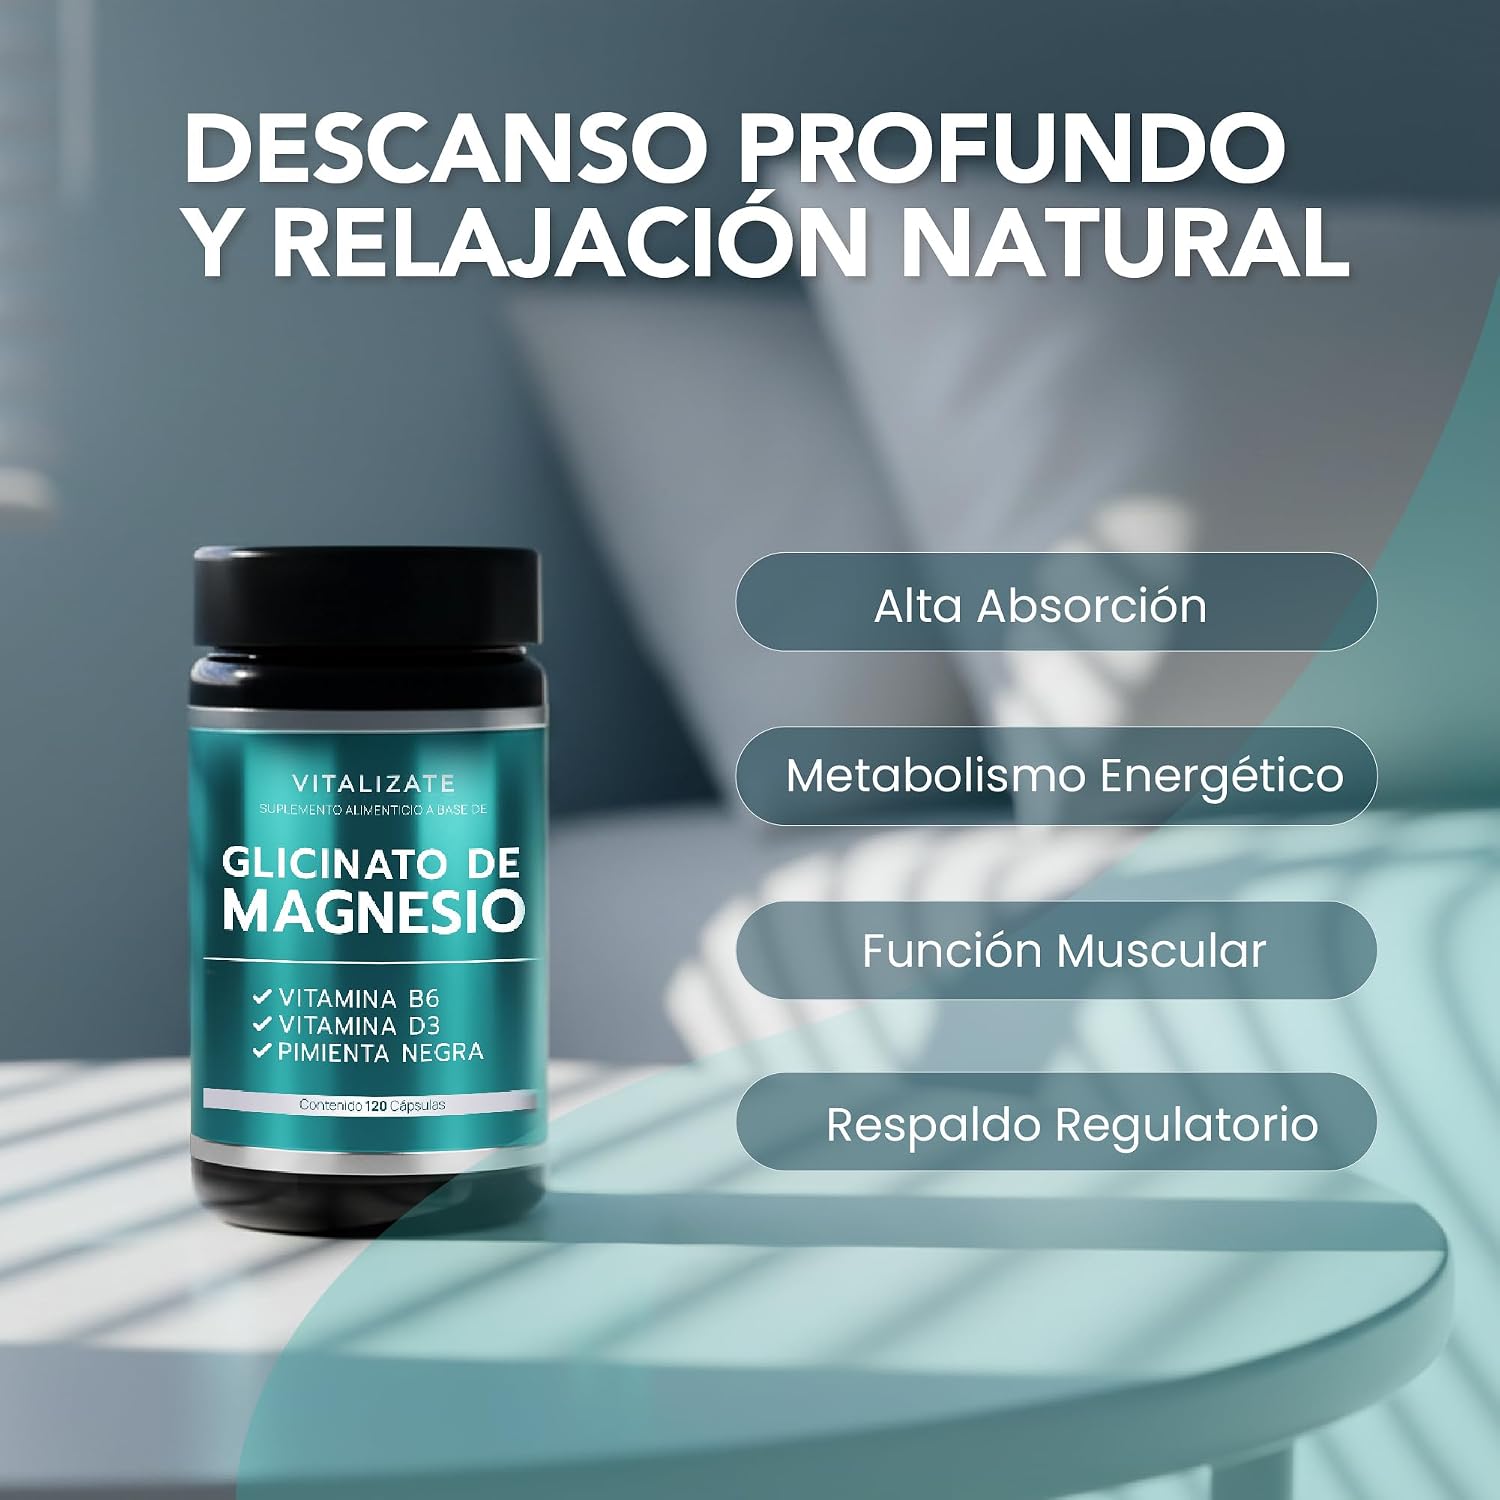 DESCANSO PROFUNDO
Y RELAJACIÓN NATURAL
VITALIZATE
SUPLEMENTO ALIMENTICIO A BASE DE
GLICINATO DE
MAGNESIO
✓ VITAMINA B6
✓ VITAMINA D3
✓ PIMIENTA NEGRA
Contenido 120 Cápsulas
Alta Absorción
Metabolismo Energético
Función Muscular
Respaldo Regulatorio